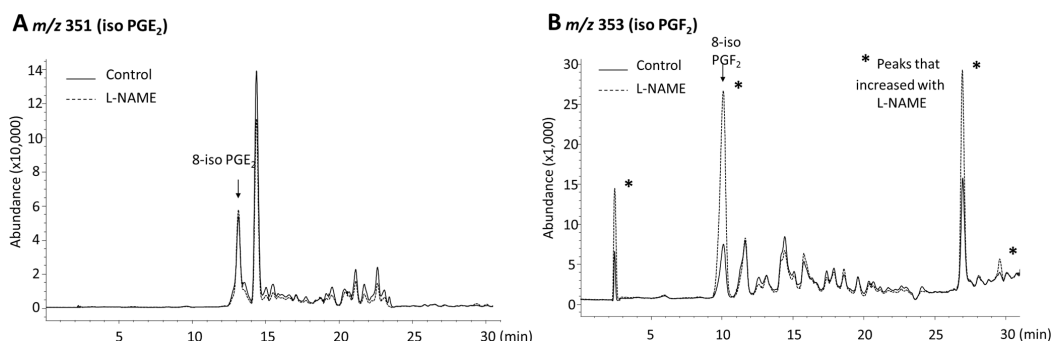 A m/z 351 (iso PGE2)
Control
L-NAME
8-iso PGE2
Abundance (x10,000)
14
12
10
8
6
4
2
0
5
10
15
20
25
30 (min)
B m/z 353 (iso PGF2)
Control
L-NAME
8-iso
PGF2
*
* Peaks that
increased with
L-NAME
*
*
*
Abundance (x1,000)
30
25
20
15
10
5
0
5
10
15
20
25
30 (min)